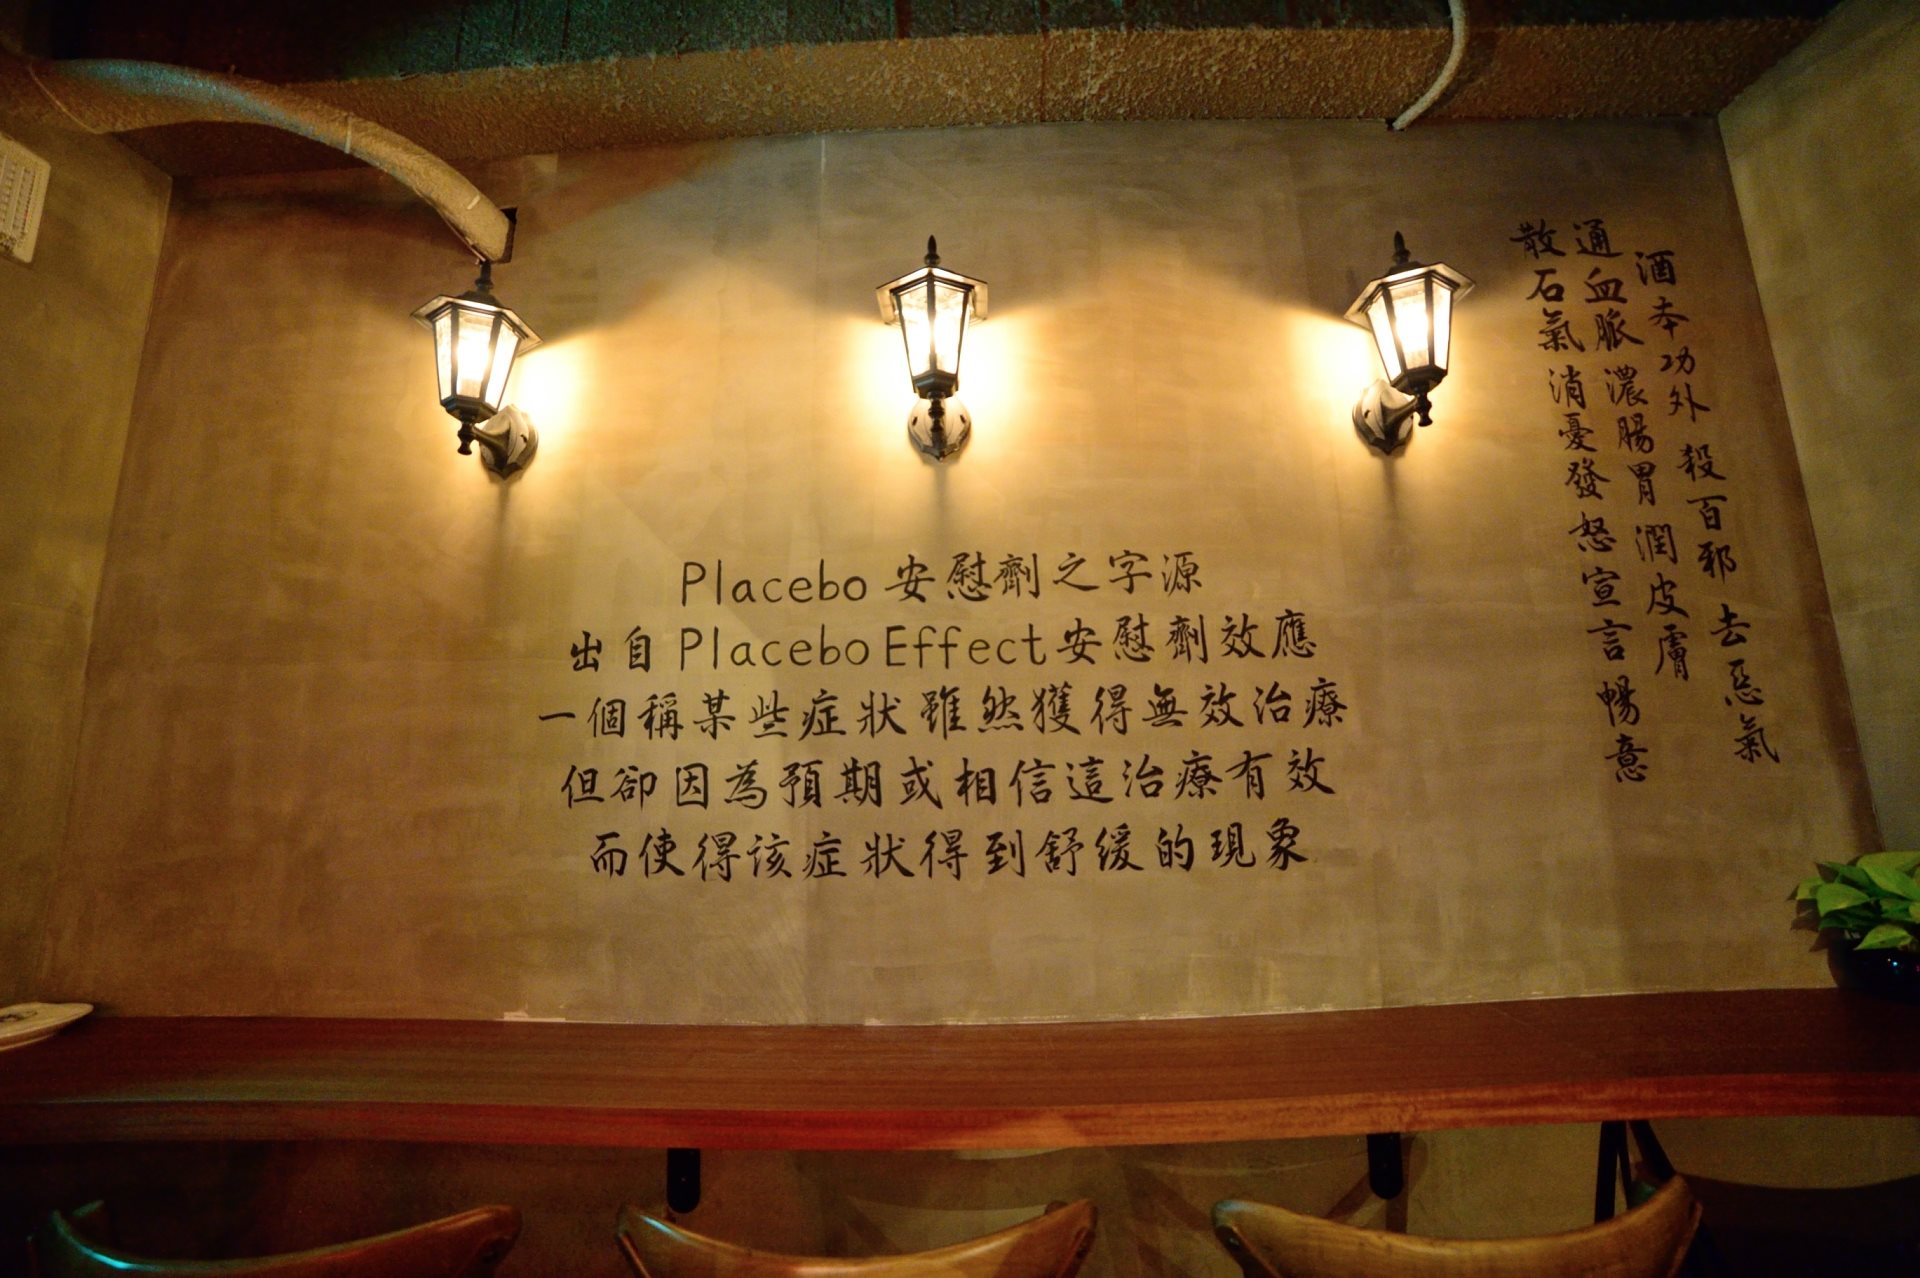 Placebo 安慰劑之字源
出自 Placebo Effect 安慰劑效應
一個稱某些症狀雖然獲得無效治療
但卻因為預期或相信這治療有效
而使得該症狀得到舒緩的現象
酒本功外 殺百邪 去惡氣
通血脈 濃腸胃 潤皮膚
散石氣 消憂發怒 宣言暢意